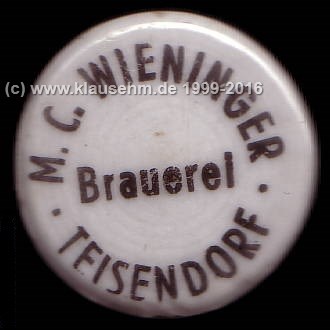 M. C. WIENINGER
(c) www.klausehm.de 1999-2016
Brauerei
· TEISENDORF ·